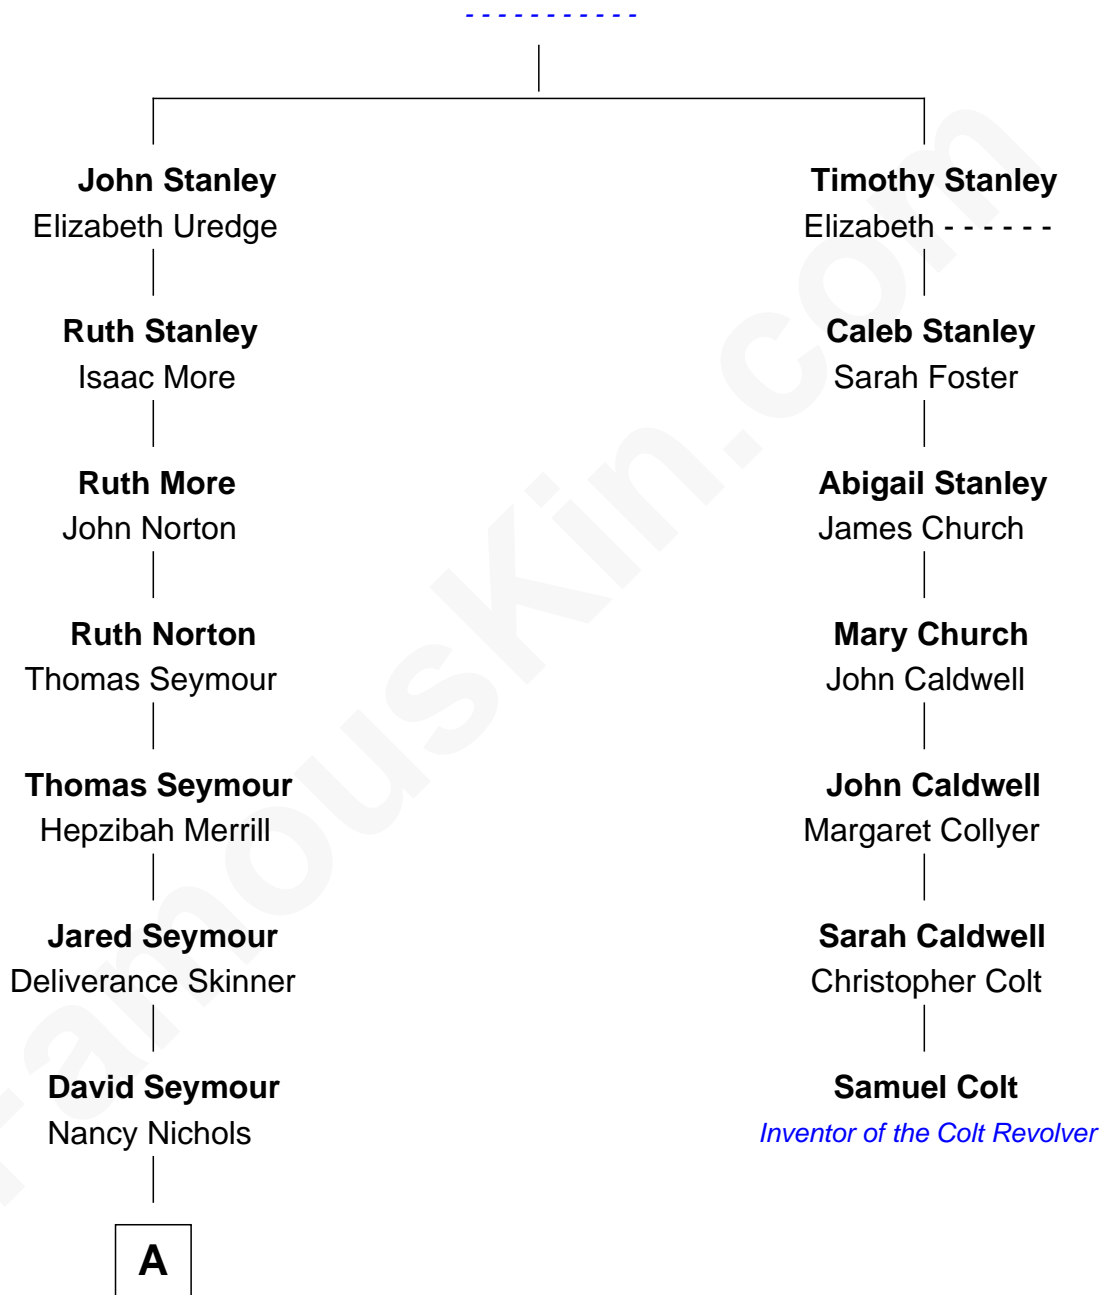 - - - - - - - - - - -
John Stanley
Elizabeth Uredge
Ruth Stanley
Isaac More
Ruth More
John Norton
Ruth Norton
Thomas Seymour
Thomas Seymour
Hepzibah Merrill
Jared Seymour
Deliverance Skinner
David Seymour
Nancy Nichols
A
Timothy Stanley
Elizabeth - - - - - -
Caleb Stanley
Sarah Foster
Abigail Stanley
James Church
Mary Church
John Caldwell
John Caldwell
Margaret Collyer
Sarah Caldwell
Christopher Colt
Samuel Colt
Inventor of the Colt Revolver
FamousKin.com